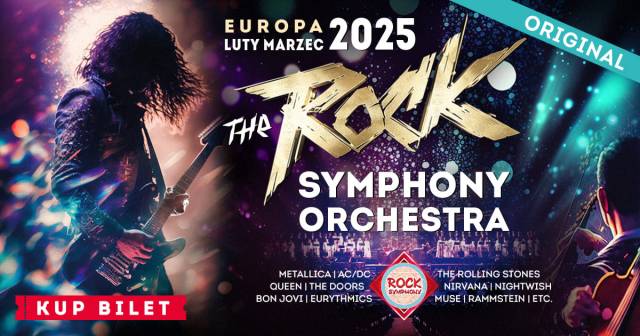 EUROPA
LUTY MARZEC 2025
ORIGINAL
THE ROCK
SYMPHONY
ORCHESTRA
METALLICA | AC/DC
QUEEN | THE DOORS
BON JOVI | EURYTHMICS
ROCK
SYMPHONY
THE ROLLING STONES
NIRVANA | NIGHTWISH
MUSE | RAMMSTEIN | ETC.
KUP BILET